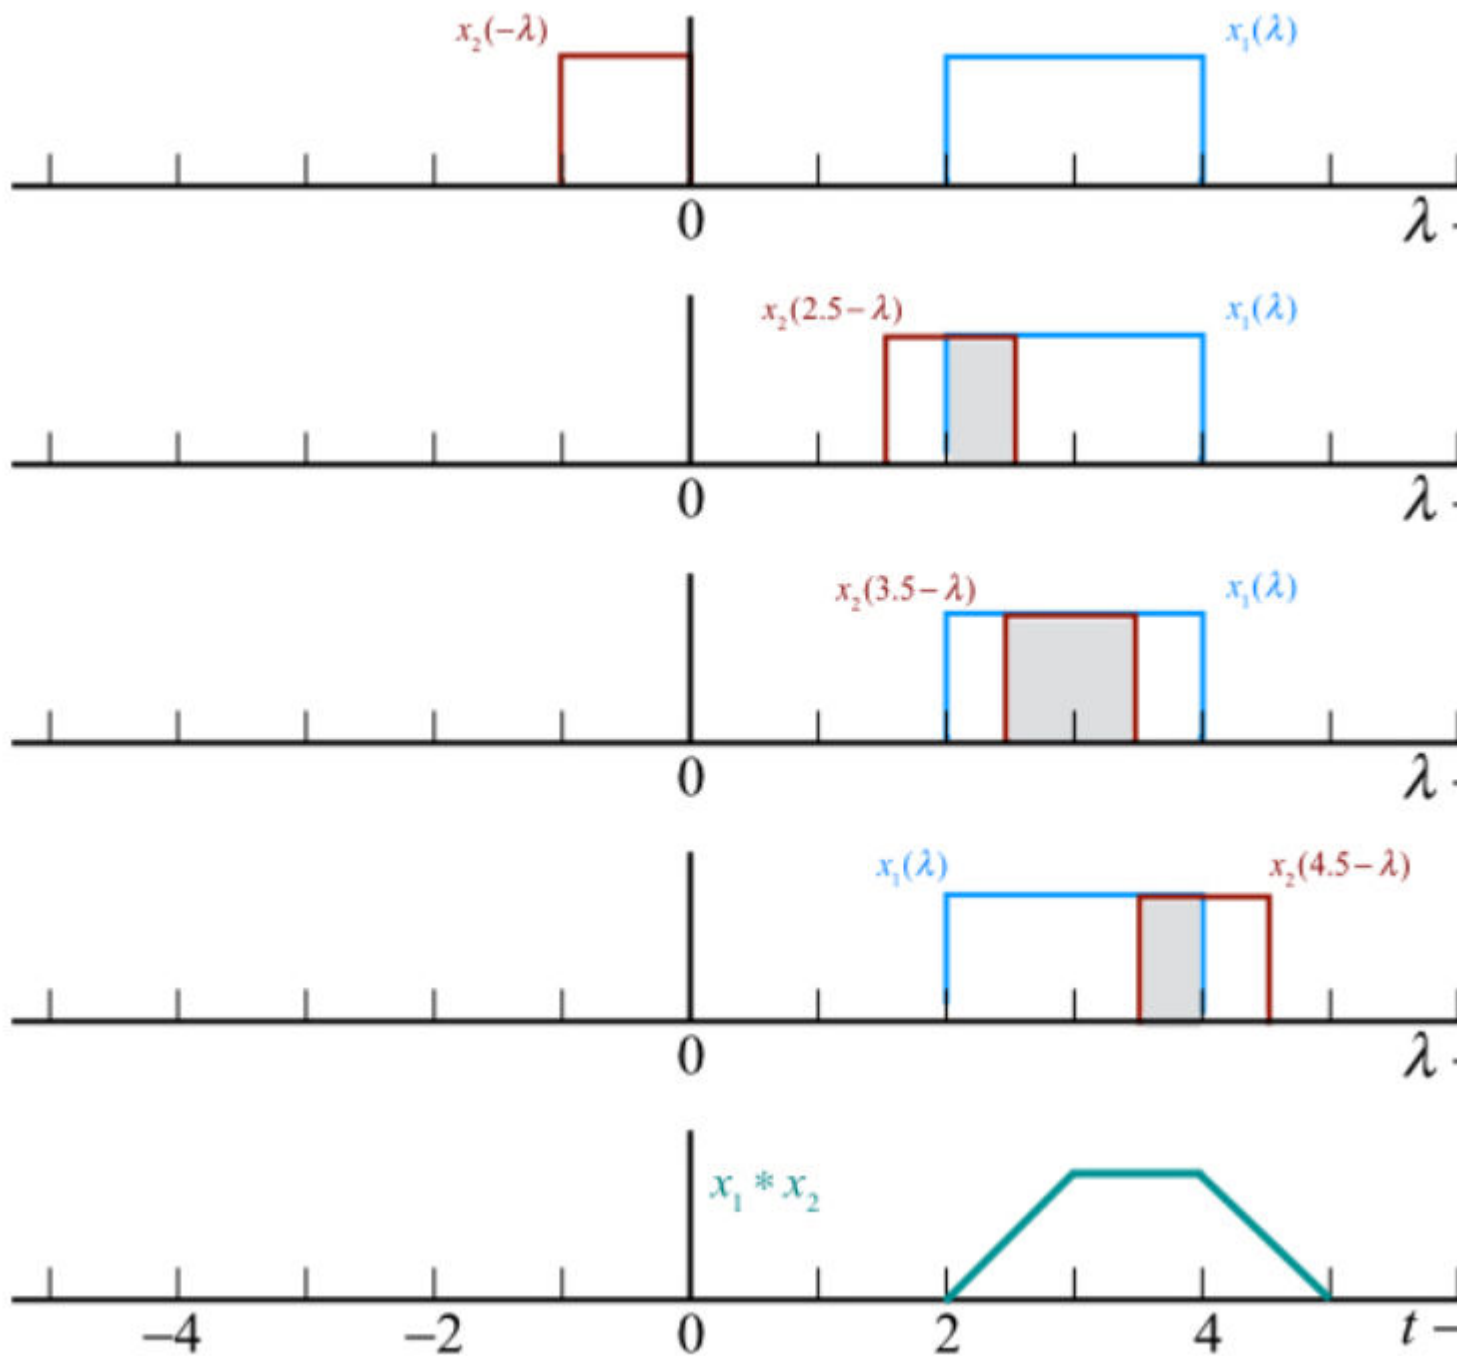 x₂(−λ) x₁(λ)
0 λ
x₂(2.5−λ) x₁(λ)
0 λ
x₂(3.5−λ) x₁(λ)
0 λ
x₁(λ) x₂(4.5−λ)
0 λ
x₁ * x₂
−4 −2 0 2 4 t